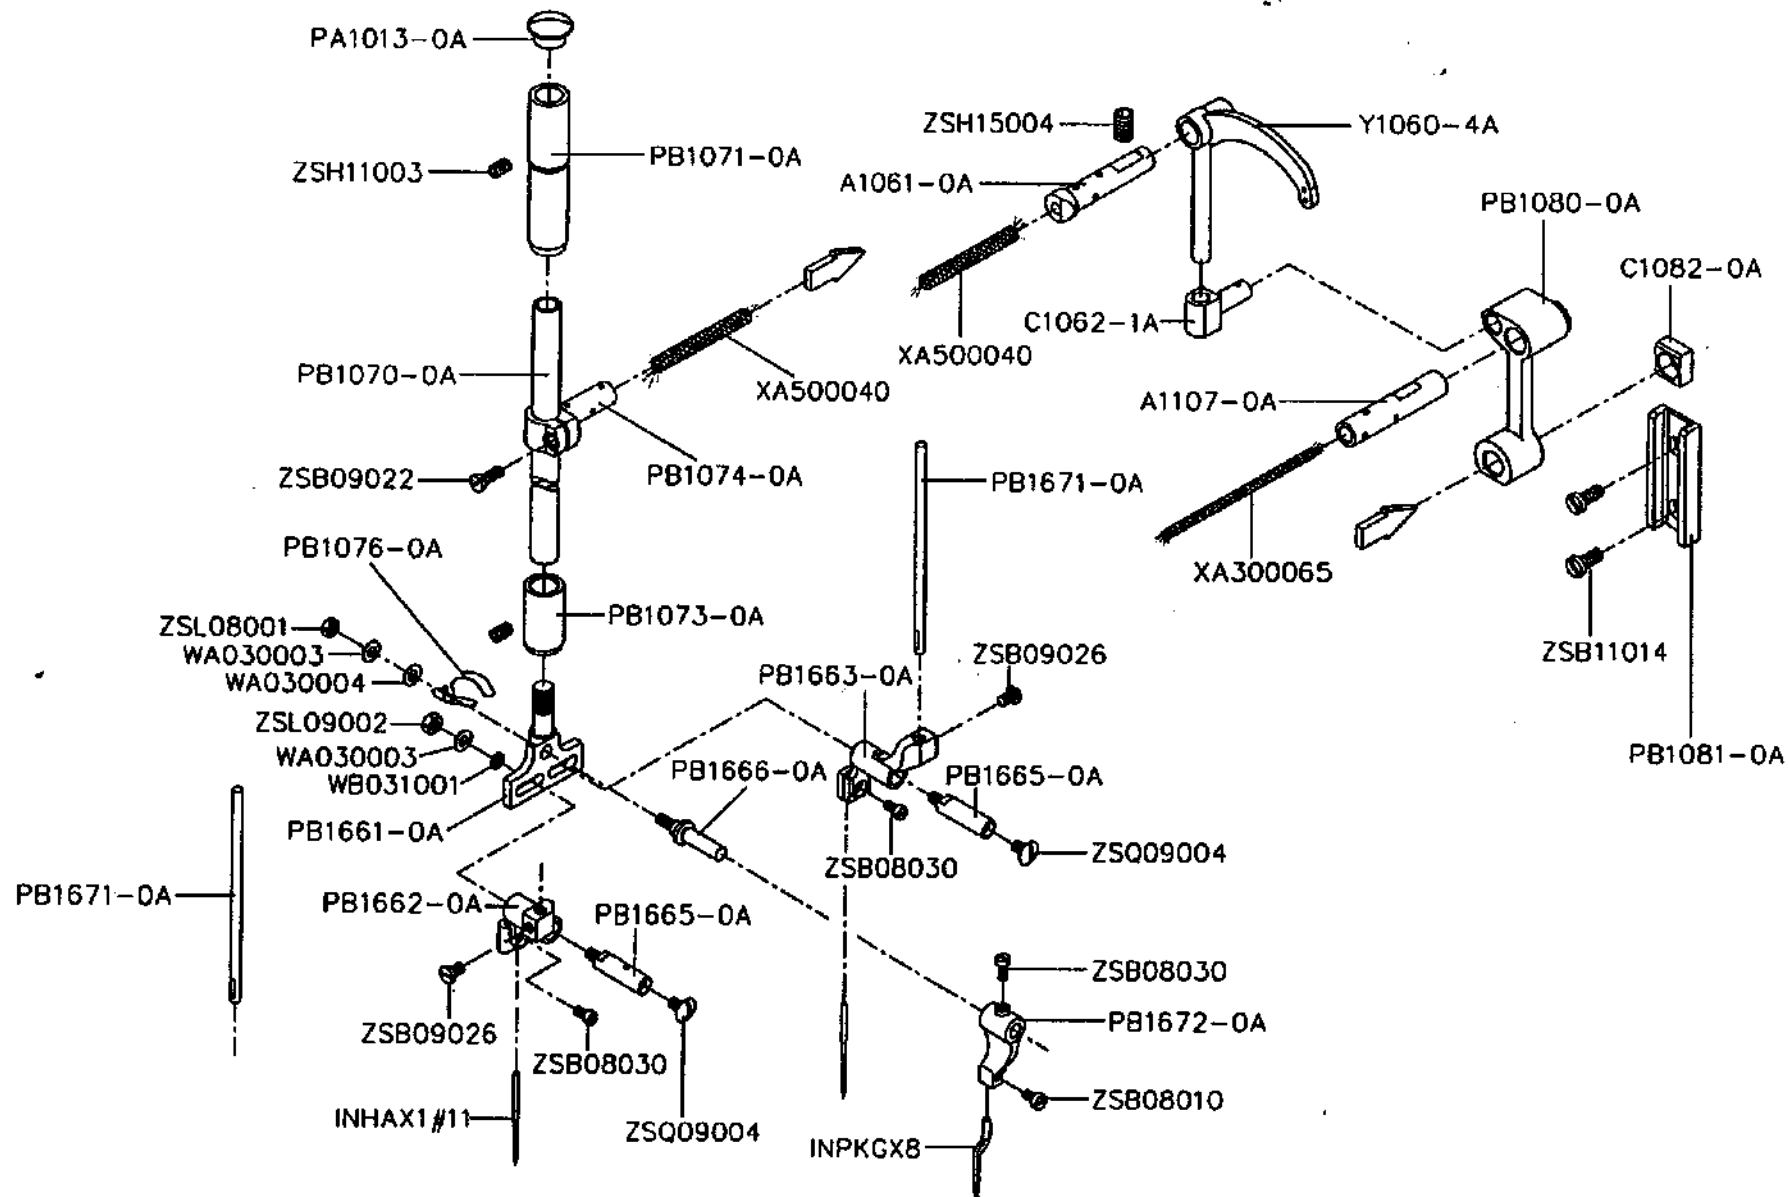 PA1013-0A
ZSH11003
PB1071-0A
ZSH15004
Y1060-4A
A1061-0A
PB1080-0A
C1082-0A
C1062-1A
XA500040
XA500040
PB1070-0A
A1107-0A
ZSB09022
PB1074-0A
PB1671-0A
PB1076-0A
XA300065
PB1073-0A
ZSL08001
WA030003
WA030004
PB1663-0A
ZSB09026
ZSB11014
ZSL09002
WA030003
WB031001
PB1666-0A
PB1665-0A
PB1081-0A
PB1661-0A
ZSB08030
ZSQ09004
PB1671-0A
PB1662-0A
PB1665-0A
ZSB08030
PB1672-0A
ZSB09026
ZSB08030
ZSB08010
INHAX1#11
ZSQ09004
INPKGX8